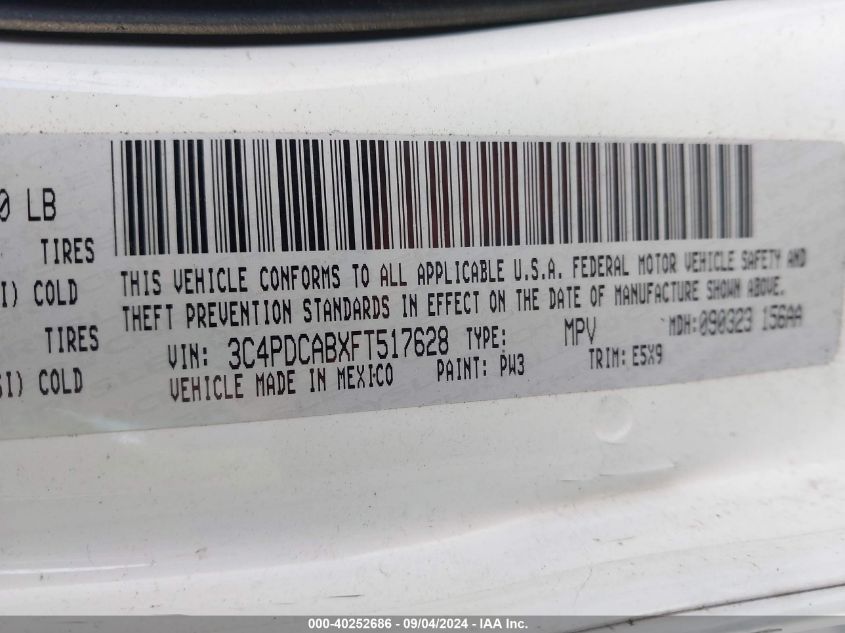 0 LB
TIRES
I) COLD
TIRES
SI) COLD
THIS VEHICLE CONFORMS TO ALL APPLICABLE U.S.A. FEDERAL MOTOR VEHICLE SAFETY AND
THEFT PREVENTION STANDARDS IN EFFECT ON THE DATE OF MANUFACTURE SHOWN ABOVE.
VIN: 3C4PDCABXFT517628 TYPE: MPV MDH: 090323 156AA
VEHICLE MADE IN MEXICO PAINT: PW3 TRIM: E5X9
000-40252686 - 09/04/2024 - IAA Inc.